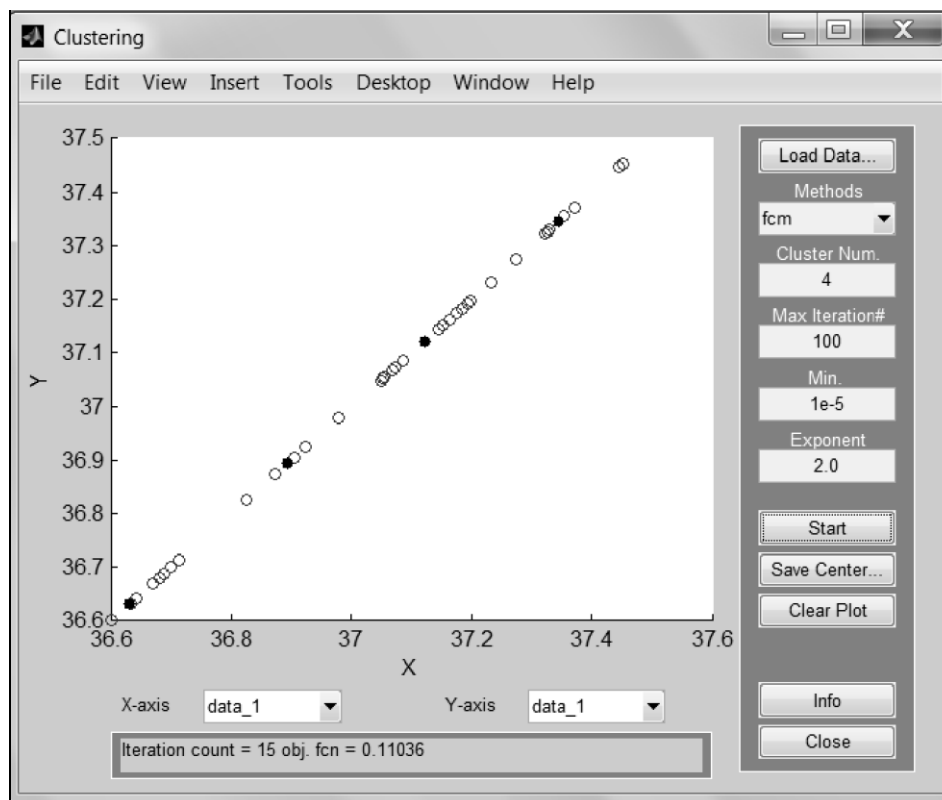 Clustering
File Edit View Insert Tools Desktop Window Help
37.5
37.4
37.3
37.2
37.1
37
36.9
36.8
36.7
36.6
Y
36.6 36.8 37 37.2 37.4 37.6
X
X-axis data_1 Y-axis data_1
Iteration count = 15 obj. fcn = 0.11036
Load Data...
Methods
fcm
Cluster Num.
4
Max Iteration#
100
Min.
1e-5
Exponent
2.0
Start
Save Center...
Clear Plot
Info
Close